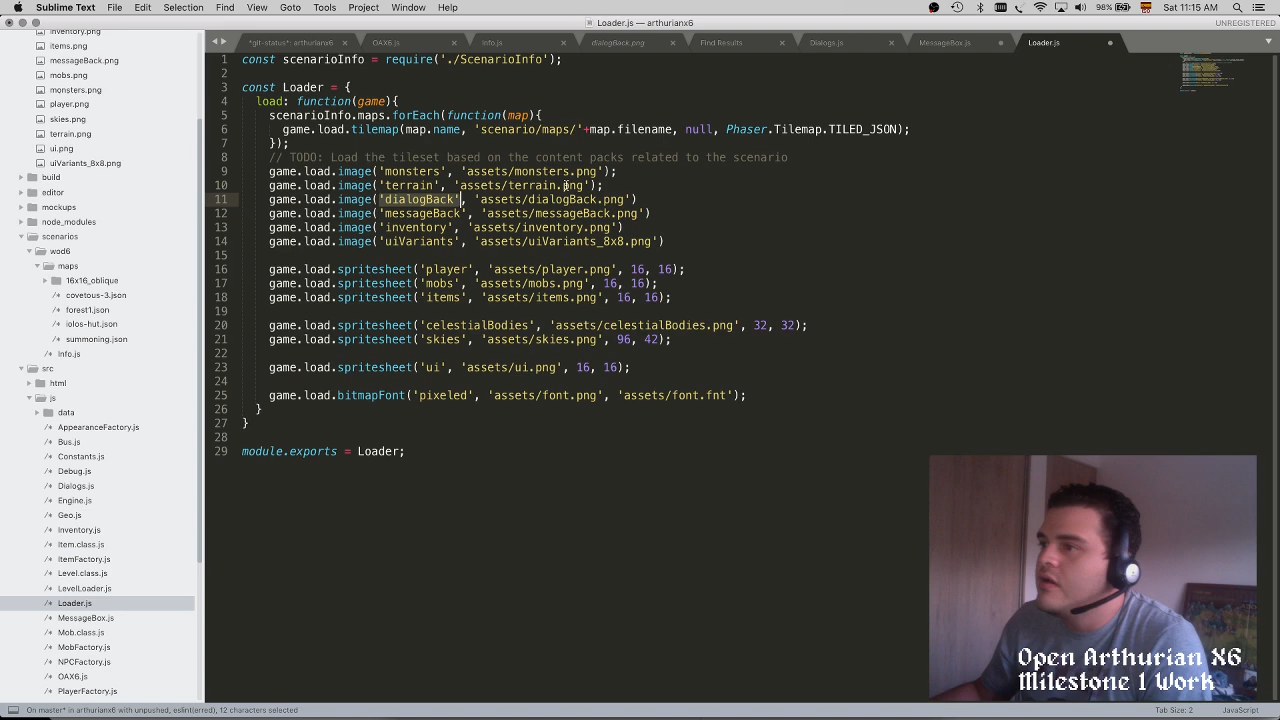 Sublime Text File Edit Selection Find View Goto Tools Project Window Help
98% Sat 11:15 AM
Loader.js — arthurianx6
UNREGISTERED
*git-status*: arthurianx6
OAX6.js
Info.js
dialogBack.png
Find Results
Dialogs.js
MessageBox.js
Loader.js
inventory.png
items.png
messageBack.png
mobs.png
monsters.png
player.png
skies.png
terrain.png
ui.png
uiVariants_8x8.png
build
editor
mockups
node_modules
scenarios
wod6
maps
16x16_oblique
covetous-3.json
forest1.json
iolos-hut.json
summoning.json
Info.js
src
html
js
data
AppearanceFactory.js
Bus.js
Constants.js
Debug.js
Dialogs.js
Engine.js
Geo.js
Inventory.js
Item.class.js
ItemFactory.js
Level.class.js
LevelLoader.js
Loader.js
MessageBox.js
Mob.class.js
MobFactory.js
NPCFactory.js
OAX6.js
PlayerFactory.js
1 const scenarioInfo = require('./ScenarioInfo');
2
3 const Loader = {
4 load: function(game){
5 scenarioInfo.maps.forEach(function(map){
6 game.load.tilemap(map.name, 'scenario/maps/'+map.filename, null, Phaser.Tilemap.TILED_JSON);
7 });
8 // TODO: Load the tileset based on the content packs related to the scenario
9 game.load.image('monsters', 'assets/monsters.png');
10 game.load.image('terrain', 'assets/terrain.png');
11 game.load.image('dialogBack', 'assets/dialogBack.png')
12 game.load.image('messageBack', 'assets/messageBack.png')
13 game.load.image('inventory', 'assets/inventory.png')
14 game.load.image('uiVariants', 'assets/uiVariants_8x8.png')
15
16 game.load.spritesheet('player', 'assets/player.png', 16, 16);
17 game.load.spritesheet('mobs', 'assets/mobs.png', 16, 16);
18 game.load.spritesheet('items', 'assets/items.png', 16, 16);
19
20 game.load.spritesheet('celestialBodies', 'assets/celestialBodies.png', 32, 32);
21 game.load.spritesheet('skies', 'assets/skies.png', 96, 42);
22
23 game.load.spritesheet('ui', 'assets/ui.png', 16, 16);
24
25 game.load.bitmapFont('pixeled', 'assets/font.png', 'assets/font.fnt');
26 }
27 }
28
29 module.exports = Loader;
Open Arthurian X6
Milestone 1 Work
On master* in arthurianx6 with unpushed, eslint(erred), 12 characters selected
Tab Size: 2
JavaScript